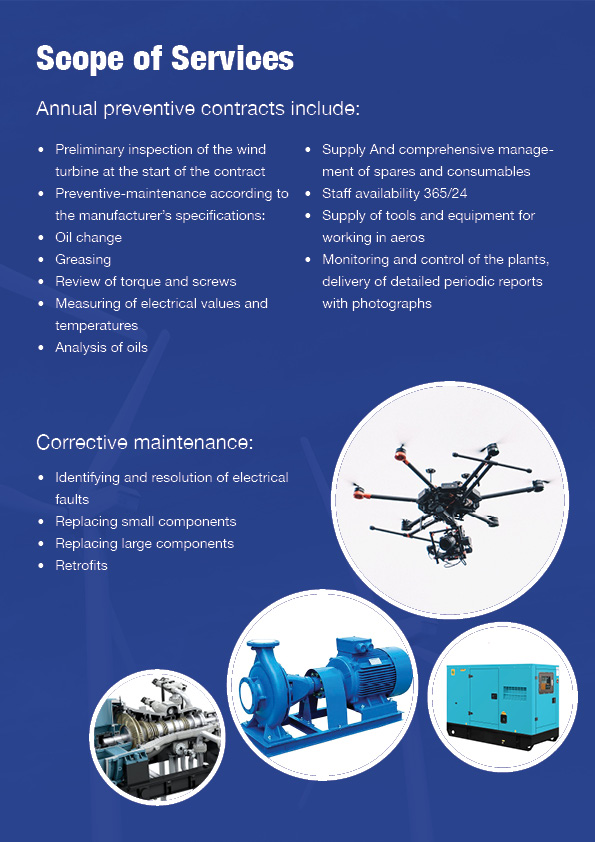 Scope of Services
Annual preventive contracts include:
• Preliminary inspection of the wind
turbine at the start of the contract
• Preventive-maintenance according to
the manufacturer's specifications:
• Oil change
• Greasing
• Review of torque and screws
• Measuring of electrical values and
temperatures
• Analysis of oils
• Supply And comprehensive manage-
ment of spares and consumables
• Staff availability 365/24
• Supply of tools and equipment for
working in aeros
• Monitoring and control of the plants,
delivery of detailed periodic reports
with photographs
Corrective maintenance:
• Identifying and resolution of electrical
faults
• Replacing small components
• Replacing large components
• Retrofits